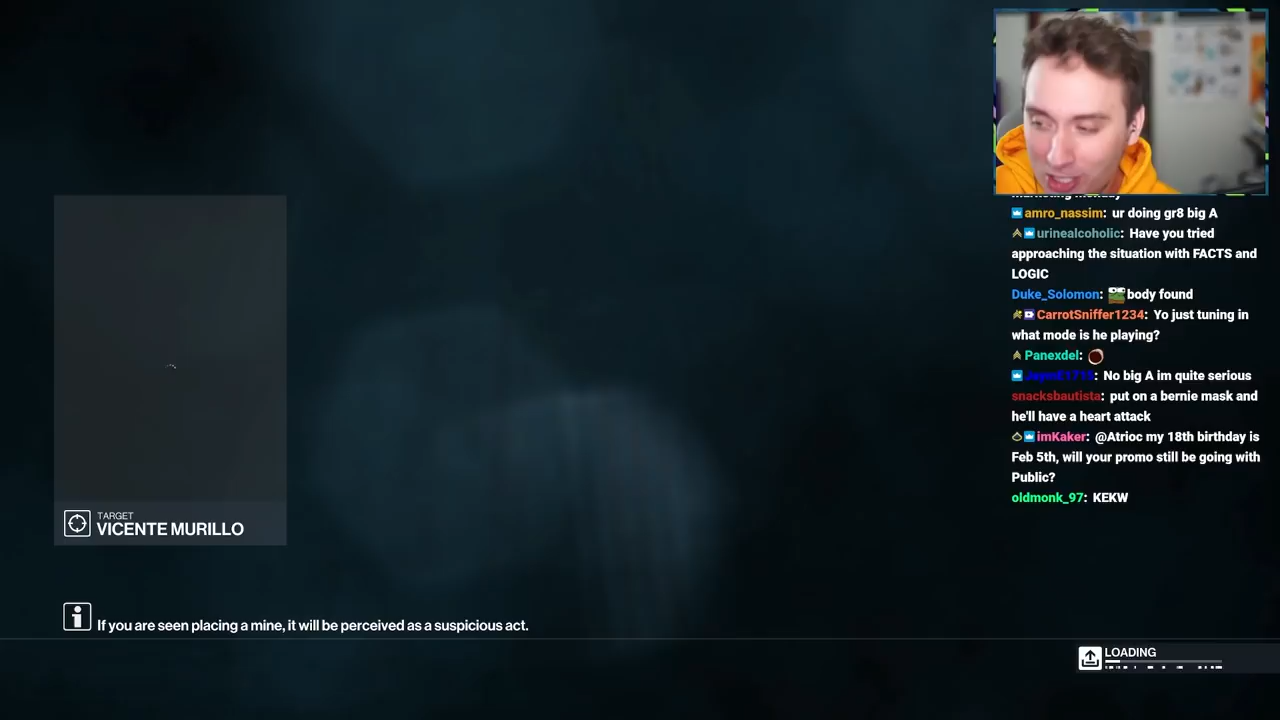 amro_nassim: ur doing gr8 big A
urinealcoholic: Have you tried
approaching the situation with FACTS and
LOGIC
Duke_Solomon: body found
CarrotSniffer1234: Yo just tuning in
what mode is he playing?
Panexdel:
: No big A im quite serious
snacksbautista: put on a bernie mask and
he'll have a heart attack
imKaker: @Atrioc my 18th birthday is
Feb 5th, will your promo still be going with
Public?
oldmonk_97: KEKW
TARGET
VICENTE MURILLO
If you are seen placing a mine, it will be perceived as a suspicious act.
LOADING